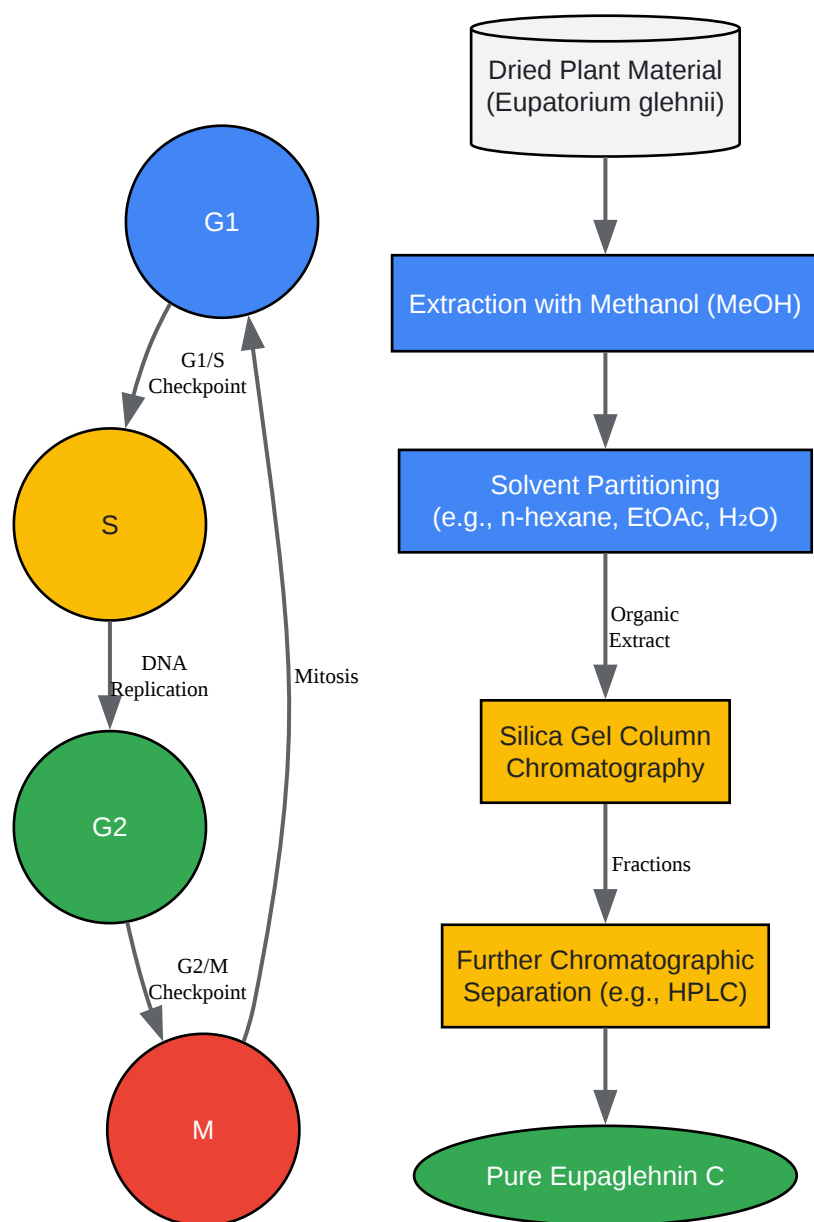 G1
G1/S
Checkpoint
S
DNA
Replication
Mitosis
G2
G2/M
Checkpoint
M
Dried Plant Material
(Eupatorium glehnii)
Extraction with Methanol (MeOH)
Solvent Partitioning
(e.g., n-hexane, EtOAc, H₂O)
Organic
Extract
Silica Gel Column
Chromatography
Fractions
Further Chromatographic
Separation (e.g., HPLC)
Pure Eupaglehnin C